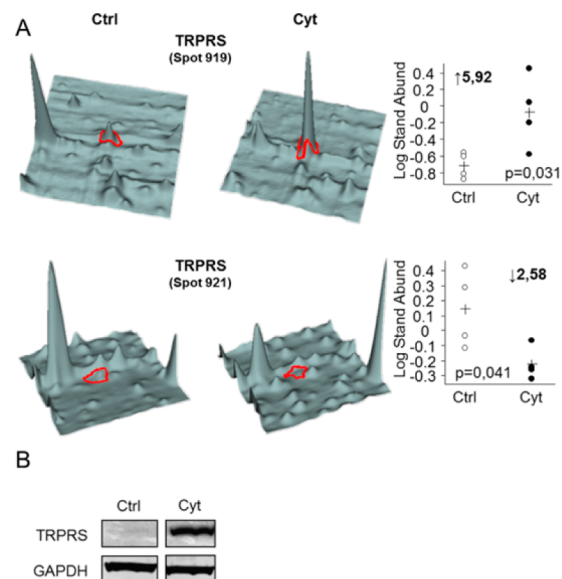 A
Ctrl
Cyt
TRPRS
(Spot 919)
Log Stand Abund
0.4
0.2
0
-0.2
-0.4
-0.6
-0.8
↑5,92
p=0,031
Ctrl
Cyt
TRPRS
(Spot 921)
Log Stand Abund
0.4
0.3
0.2
0.1
0
-0.1
-0.2
-0.3
↓2,58
p=0,041
Ctrl
Cyt
B
Ctrl
Cyt
TRPRS
GAPDH